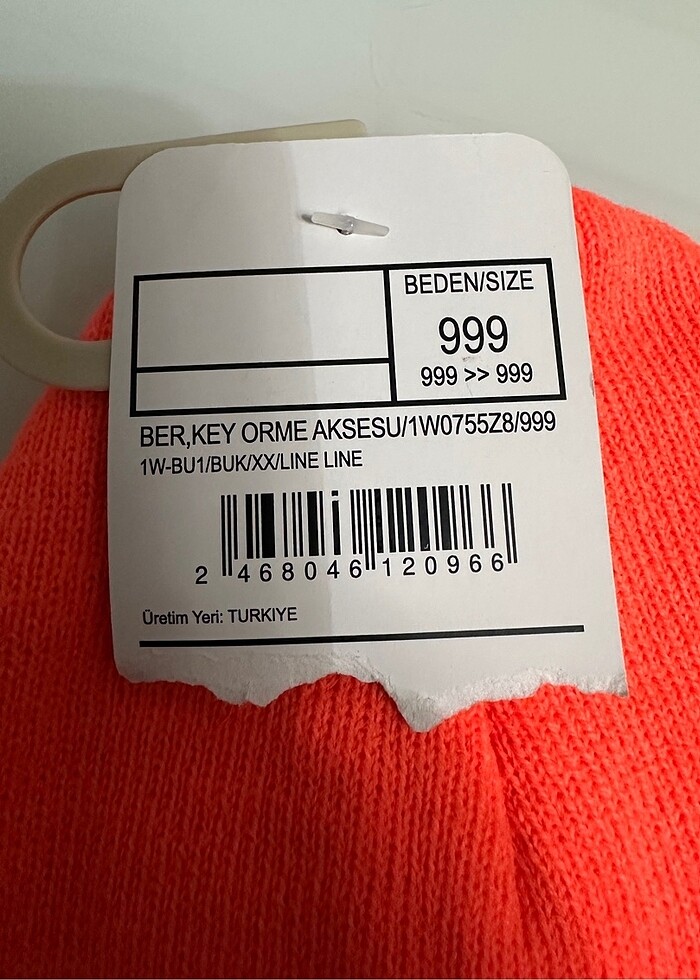 BEDEN/SIZE
999
999 >> 999
BER,KEY ORME AKSESU/1W0755Z8/999
1W-BU1/BUK/XX/LINE LINE
2 468046 120966
Üretim Yeri: TURKIYE